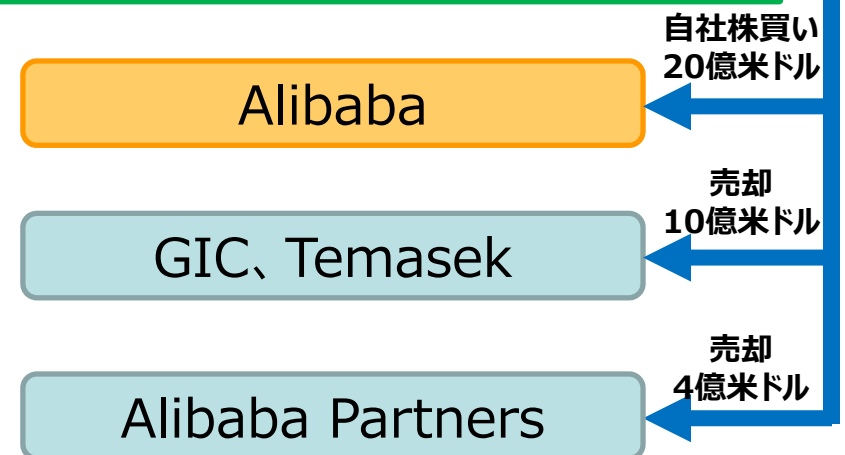 自社株買い
20億米ドル
Alibaba
売却
10億米ドル
GIC、Temasek
売却
4億米ドル
Alibaba Partners